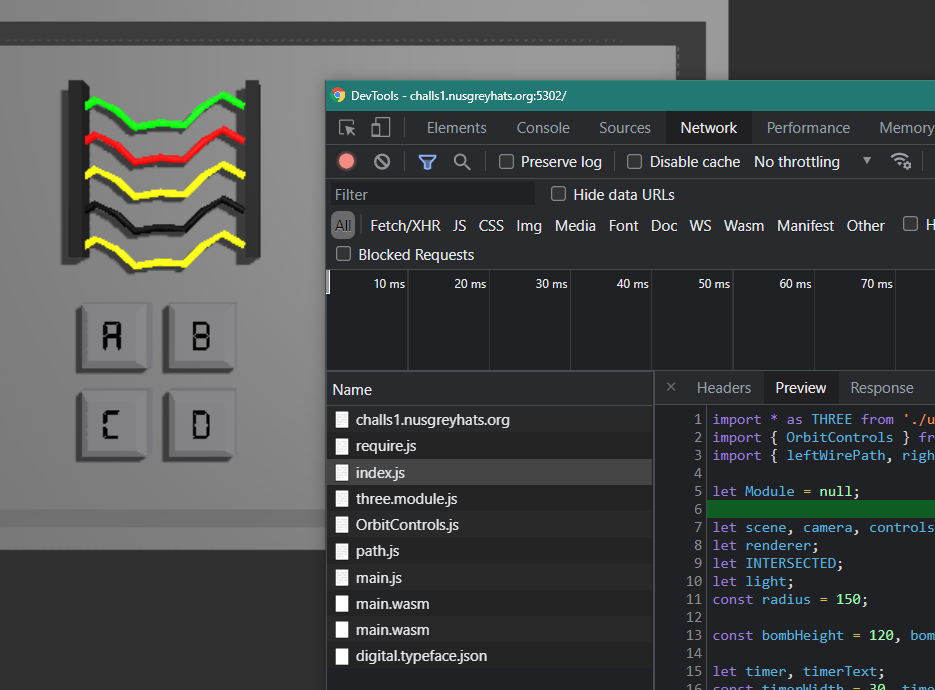 DevTools - challs1.nusgreyhats.org:5302/
Elements Console Sources Network Performance Memory
Preserve log Disable cache No throttling
Filter Hide data URLs
All Fetch/XHR JS CSS Img Media Font Doc WS Wasm Manifest Other H
Blocked Requests
10 ms 20 ms 30 ms 40 ms 50 ms 60 ms 70 ms
A B
C D
Name
challs1.nusgreyhats.org
require.js
index.js
three.module.js
OrbitControls.js
path.js
main.js
main.wasm
main.wasm
digital.typeface.json
× Headers Preview Response
1 import * as THREE from './u
2 import { OrbitControls } fr
3 import { leftWirePath, righ
4
5 let Module = null;
6
7 let scene, camera, controls
8 let renderer;
9 let INTERSECTED;
10 let light;
11 const radius = 150;
12
13 const bombHeight = 120, bom
14
15 let timer, timerText;
16 const timerWidth = 30, time